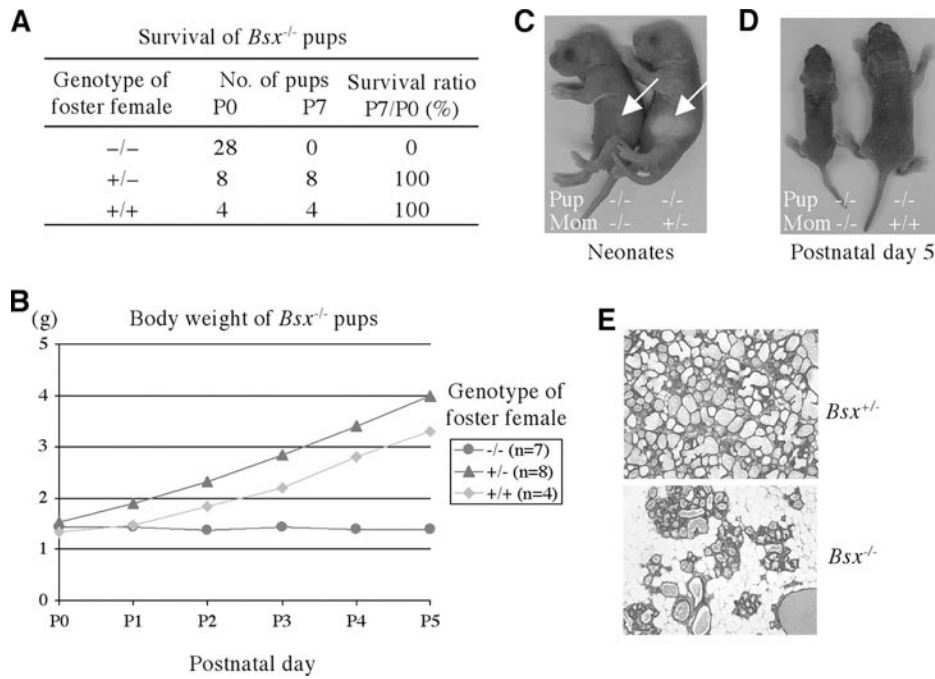 A
Survival of Bsx-/- pups
Genotype of foster female
No. of pups
P0 P7
Survival ratio P7/P0 (%)
–/– 28 0 0
+/– 8 8 100
+/+ 4 4 100
B
(g)
Body weight of Bsx-/- pups
5
4
3
2
1
0
P0 P1 P2 P3 P4 P5
Postnatal day
Genotype of
foster female
-/- (n=7)
+/- (n=8)
+/+ (n=4)
C
Pup -/- -/-
Mom -/- +/-
Neonates
D
Pup -/- -/-
Mom -/- +/+
Postnatal day 5
E
Bsx+/-
Bsx-/-